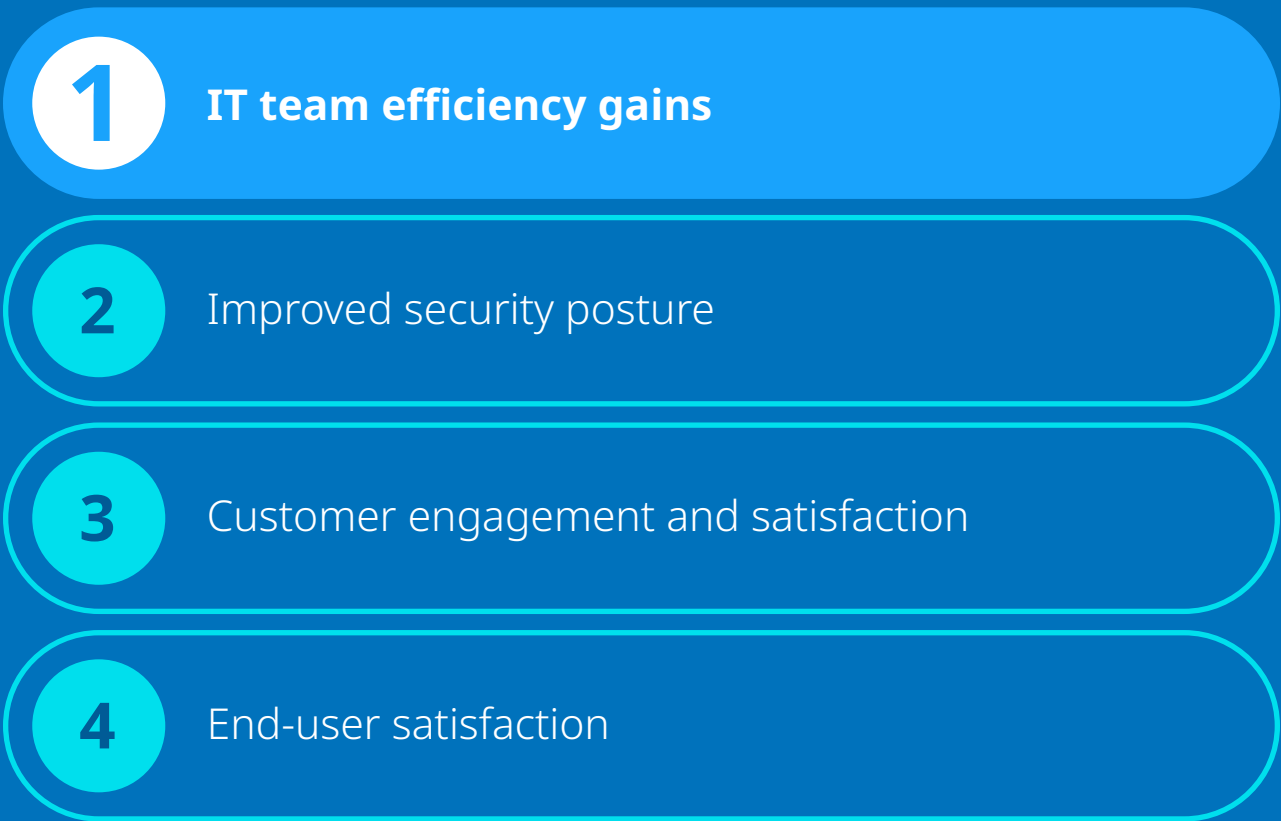 1 IT team efficiency gains
2 Improved security posture
3 Customer engagement and satisfaction
4 End-user satisfaction